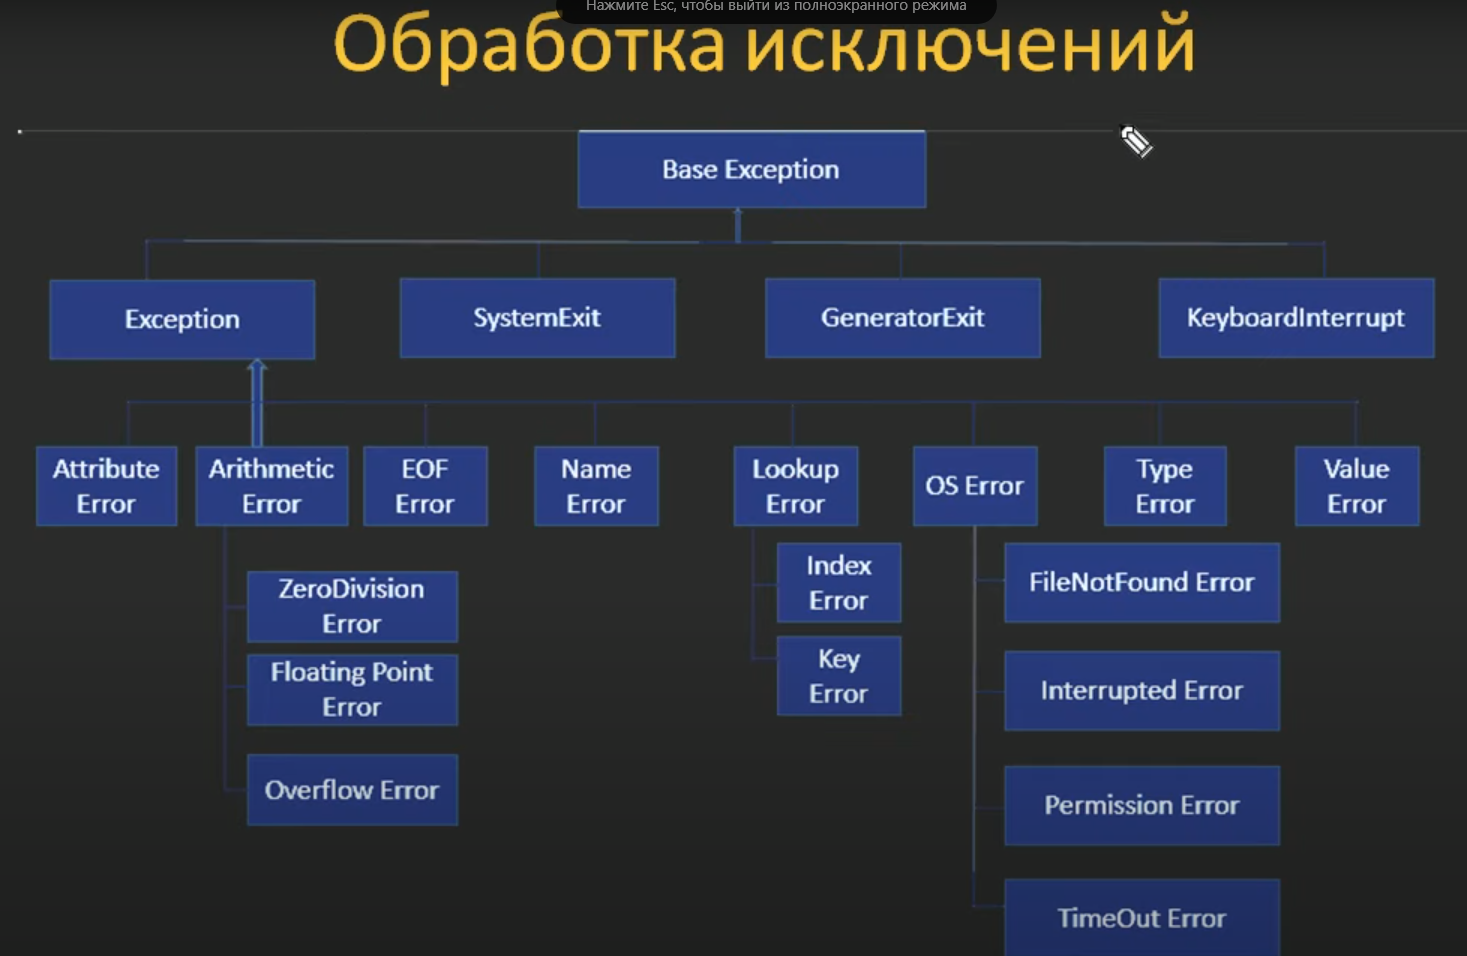 Нажмите Esc, чтобы выйти из полноэкранного режима
Обработка исключений
Base Exception
Exception
SystemExit
GeneratorExit
KeyboardInterrupt
Attribute
Error
Arithmetic
Error
EOF
Error
Name
Error
Lookup
Error
OS Error
Type
Error
Value
Error
ZeroDivision
Error
Floating Point
Error
Overflow Error
Index
Error
Key
Error
FileNotFound Error
Interrupted Error
Permission Error
TimeOut Error